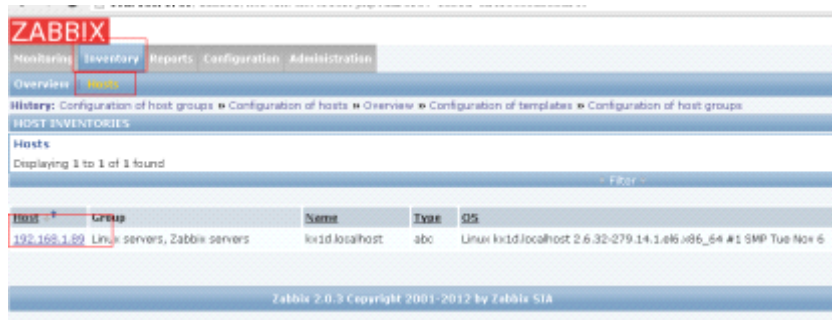 ZABBIX
Monitoring Inventory Reports Configuration Administration
Overview Hosts
History: Configuration of host groups » Configuration of hosts » Overview » Configuration of templates » Configuration of host groups
HOST INVENTORIES
Hosts
Displaying 1 to 1 of 1 found
Filter
Host Group Name Type OS
192.168.1.89 Linux servers, Zabbix servers kx1d.localhost abc Linux kx1d.localhost 2.6.32-279.14.1.el6.x86_64 #1 SMP Tue Nov 6
Zabbix 2.0.3 Copyright 2001-2012 by Zabbix SIA